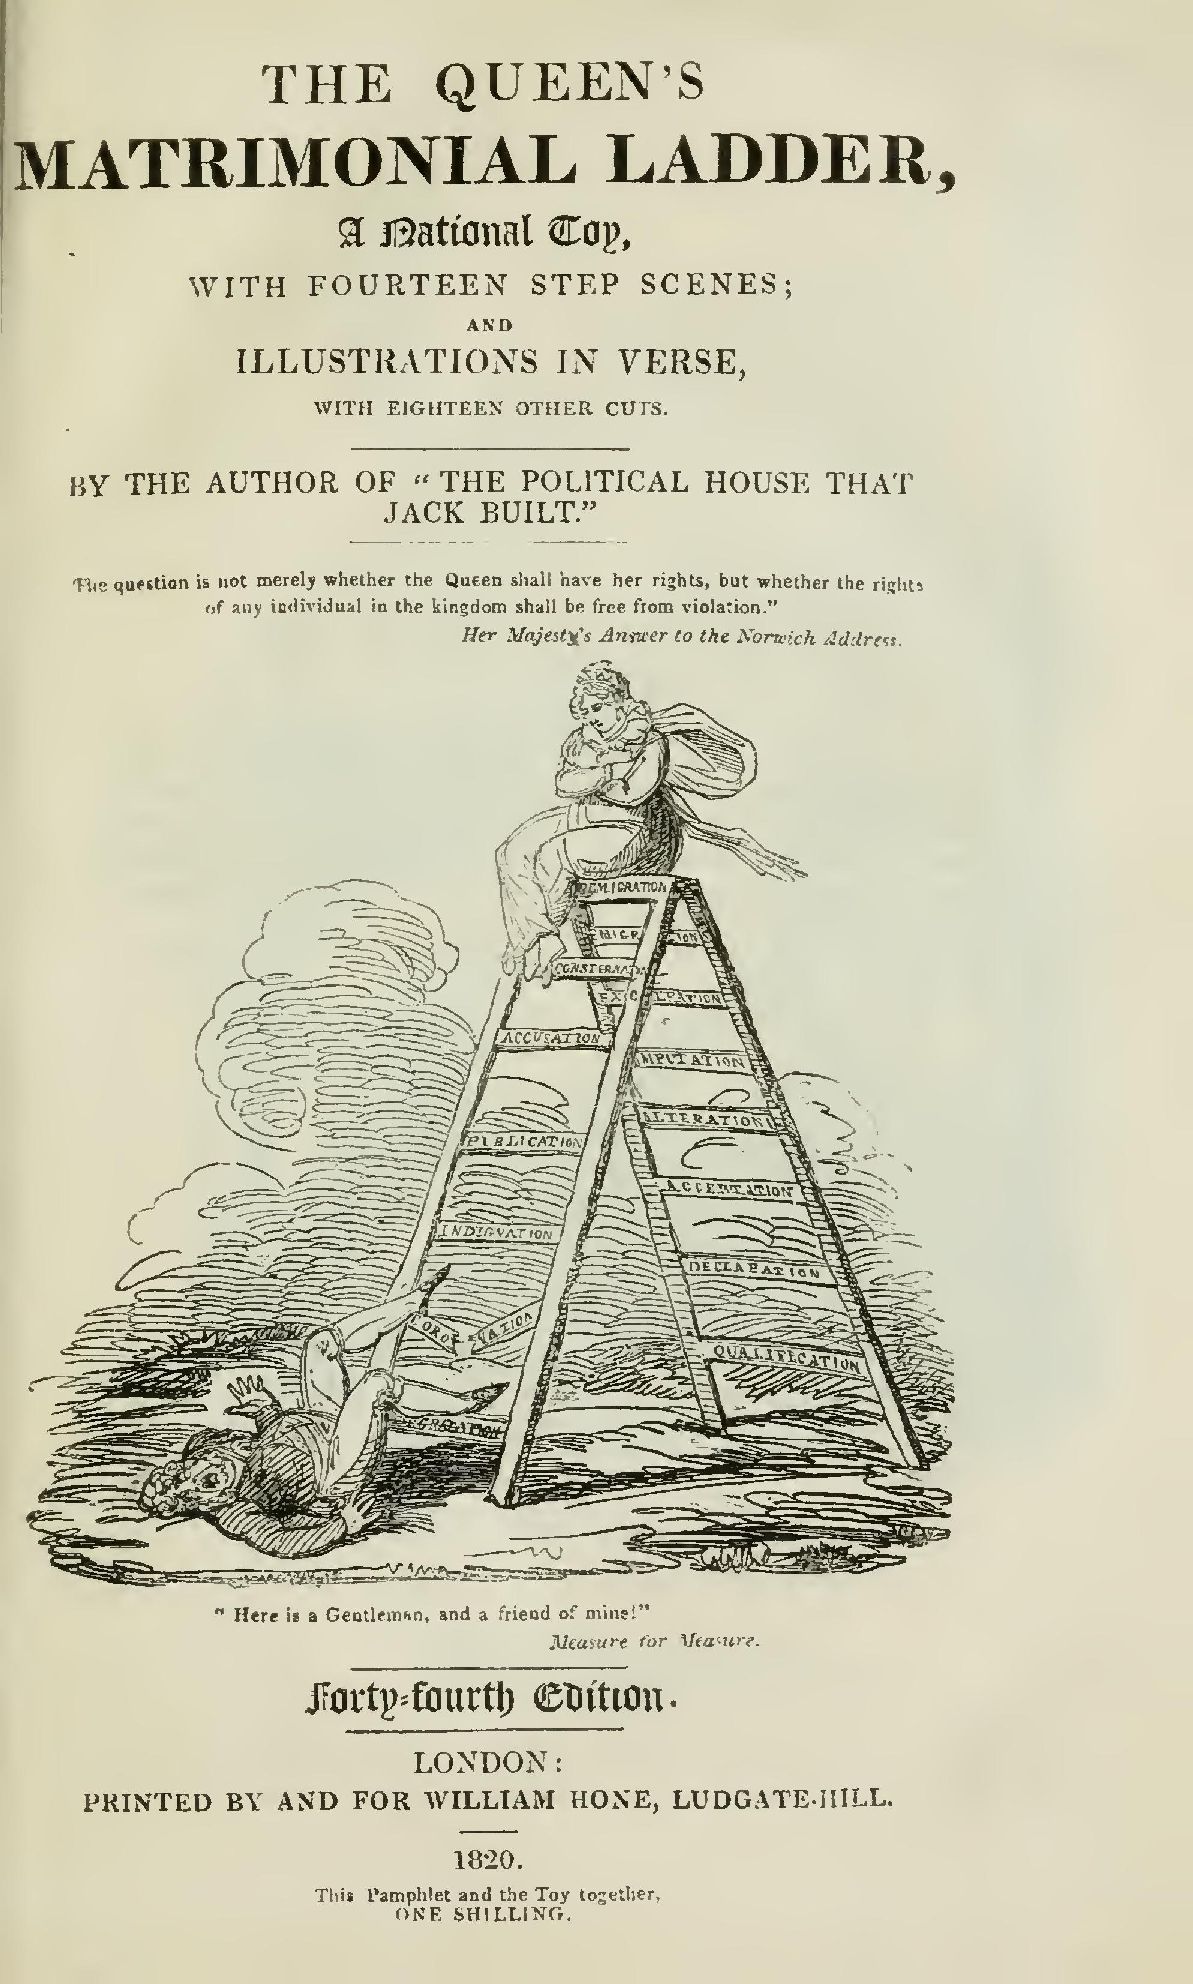 THE QUEEN'S
MATRIMONIAL LADDER,
A National Toy,
WITH FOURTEEN STEP SCENES;
AND
ILLUSTRATIONS IN VERSE,
WITH EIGHTEEN OTHER CUTS.
BY THE AUTHOR OF "THE POLITICAL HOUSE THAT
JACK BUILT."
"The question is not merely whether the Queen shall have her rights, but whether the rights
of any individual in the kingdom shall be free from violation."
Her Majesty's Answer to the Norwich Address.
CONSTERNA
ACCUSATION
PUBLICATION
INDIGNATION
QUALIFICATION
DECLARATION
ACCEPTATION
ALTERATION
IMPUTATION
"Here is a Gentleman, and a friend of mine!"
Measure for Measure.
Forty-fourth Edition.
LONDON:
PRINTED BY AND FOR WILLIAM HONE, LUDGATE-HILL.
1820.
This Pamphlet and the Toy together,
ONE SHILLING.